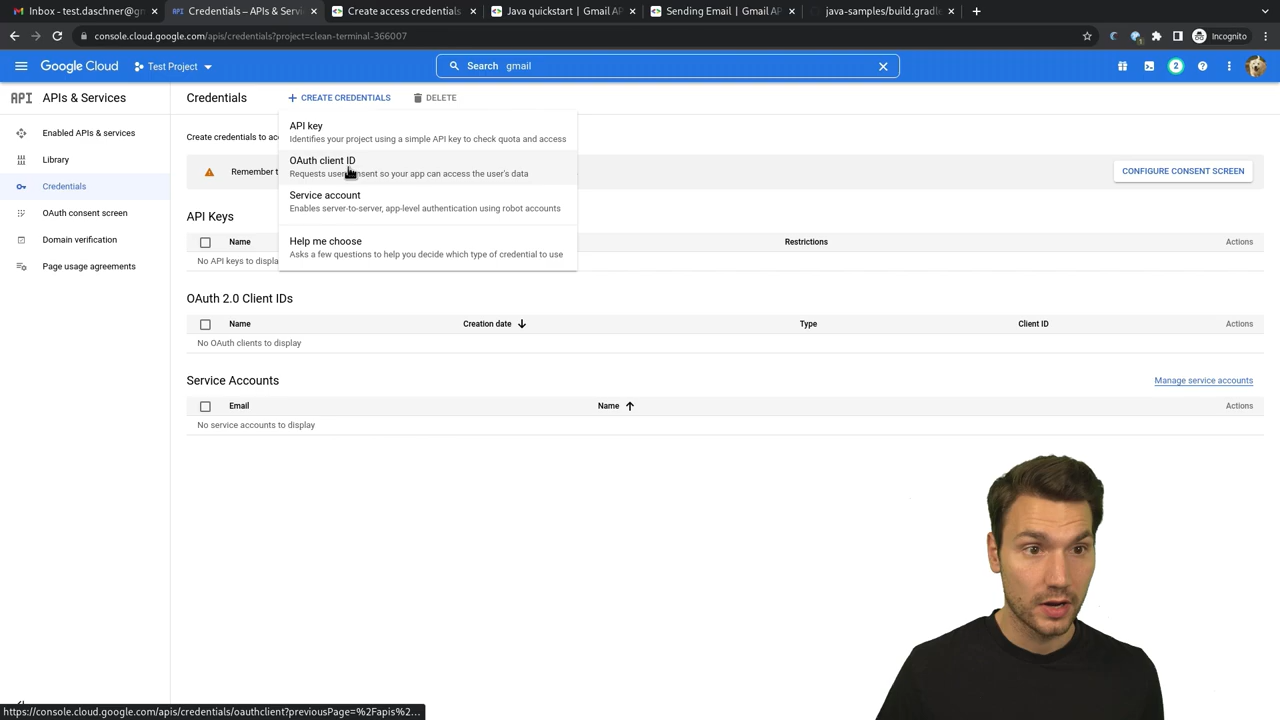 Inbox - test.daschner@gn
Credentials – APIs & Servic
Create access credentials
Java quickstart | Gmail AP
Sending Email | Gmail AP
java-samples/build.gradle
console.cloud.google.com/apis/credentials?project=clean-terminal-366007
Incognito
Google Cloud
Test Project
Search gmail
2
API APIs & Services
Credentials
CREATE CREDENTIALS
DELETE
Enabled APIs & services
Library
Credentials
OAuth consent screen
Domain verification
Page usage agreements
Create credentials to acc
API key
Identifies your project using a simple API key to check quota and access
OAuth client ID
Requests user consent so your app can access the user's data
Service account
Enables server-to-server, app-level authentication using robot accounts
Help me choose
Asks a few questions to help you decide which type of credential to use
Remember t
CONFIGURE CONSENT SCREEN
API Keys
Name Restrictions Actions
No API keys to displa
OAuth 2.0 Client IDs
Name Creation date Type Client ID Actions
No OAuth clients to display
Service Accounts
Manage service accounts
Email Name Actions
No service accounts to display
https://console.cloud.google.com/apis/credentials/oauthclient?previousPage=%2Fapis%2...